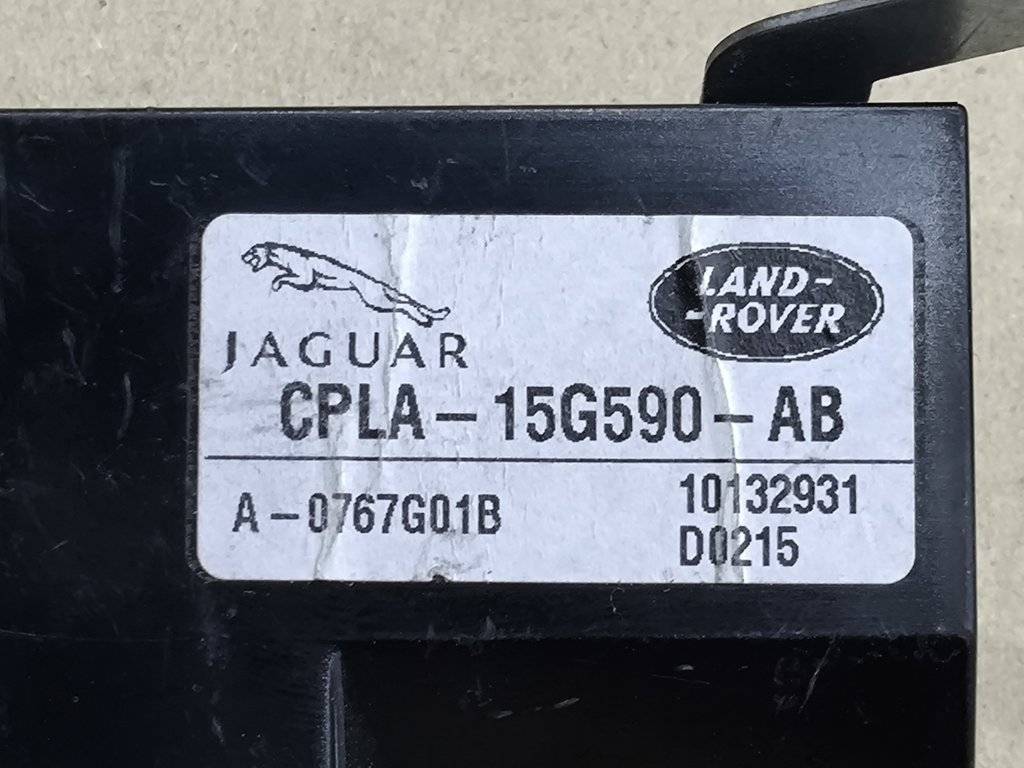 JAGUAR
LAND-
-ROVER
CPLA-15G590-AB
A-0767G01B
10132931
D0215